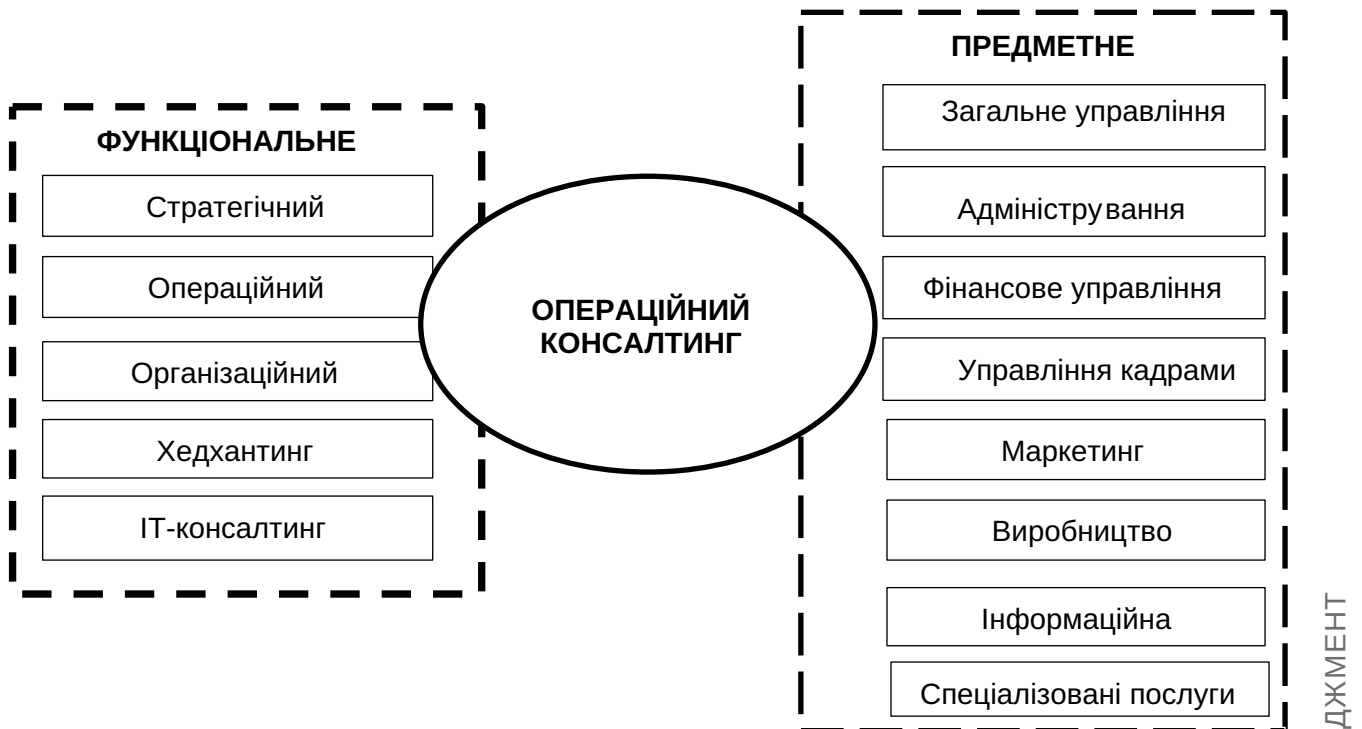 ФУНКЦІОНАЛЬНЕ
Стратегічний
Операційний
Організаційний
Хедхантинг
ІТ-консалтинг
ОПЕРАЦІЙНИЙ
КОНСАЛТИНГ
ПРЕДМЕТНЕ
Загальне управління
Адміністрування
Фінансове управління
Управління кадрами
Маркетинг
Виробництво
Інформаційна
Спеціалізовані послуги
ДЖМЕНТ